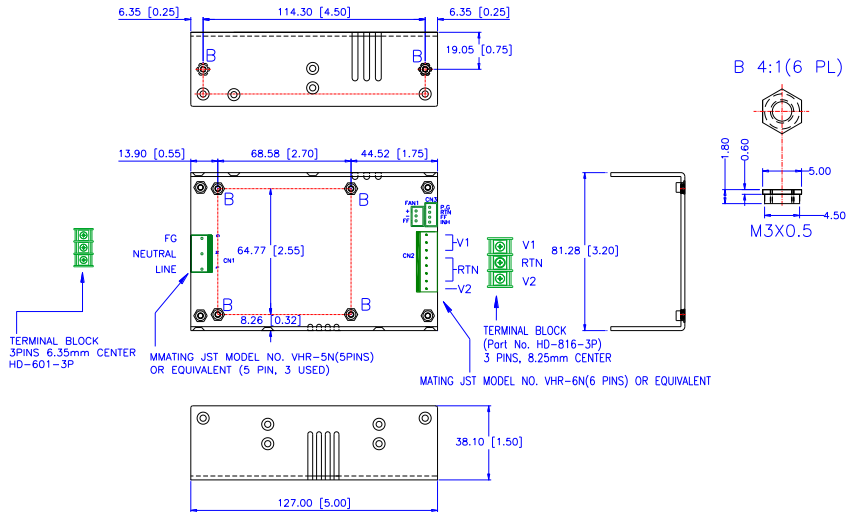 6.35 [0.25]
114.30 [4.50]
6.35 [0.25]
B
B
19.05 [0.75]
B 4:1(6 PL)
1.80
0.60
5.00
4.50
M3X0.5
13.90 [0.55]
68.58 [2.70]
44.52 [1.75]
B
B
FAN1
+
FF
CN3
P.G
RTN
FF
INH
FG
NEUTRAL
LINE
CN1
64.77 [2.55]
CN2
V1
RTN
V2
V1
RTN
V2
81.28 [3.20]
B
B
8.26 [0.32]
TERMINAL BLOCK
3PINS 6.35mm CENTER
HD-601-3P
MMATING JST MODEL NO. VHR-5N(5PINS)
OR EQUIVALENT (5 PIN, 3 USED)
TERMINAL BLOCK
(Part No. HD-816-3P)
3 PINS, 8.25mm CENTER
MATING JST MODEL NO. VHR-6N(6 PINS) OR EQUIVALENT
38.10 [1.50]
127.00 [5.00]